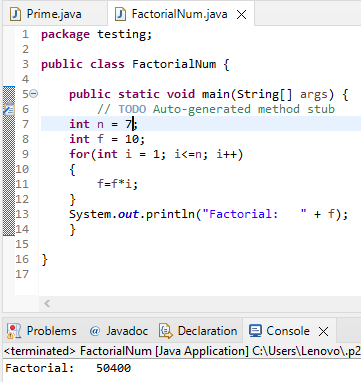 Prime.java FactorialNum.java
1 package testing;
2
3 public class FactorialNum {
4
5 public static void main(String[] args) {
6 // TODO Auto-generated method stub
7 int n = 7;
8 int f = 10;
9 for(int i = 1; i<=n; i++)
10 {
11 f=f*i;
12 }
13 System.out.println("Factorial:   " + f);
14 }
15
16 }
17
Problems @ Javadoc Declaration Console
<terminated> FactorialNum [Java Application] C:\Users\Lenovo\.p2
Factorial:   50400